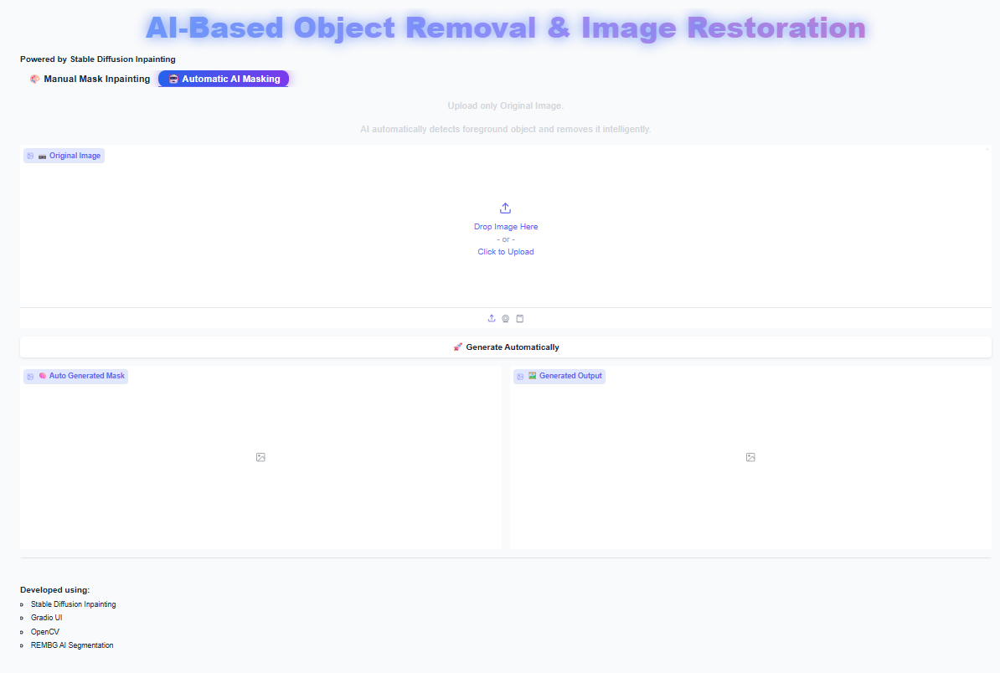 AI-Based Object Removal & Image Restoration
Powered by Stable Diffusion Inpainting
Manual Mask Inpainting
Automatic AI Masking
Upload only Original Image.
AI automatically detects foreground object and removes it intelligently.
Original Image
Drop Image Here
- or -
Click to Upload
Generate Automatically
Auto Generated Mask
Generated Output
Developed using:
Stable Diffusion Inpainting
Gradio UI
OpenCV
REMBG AI Segmentation